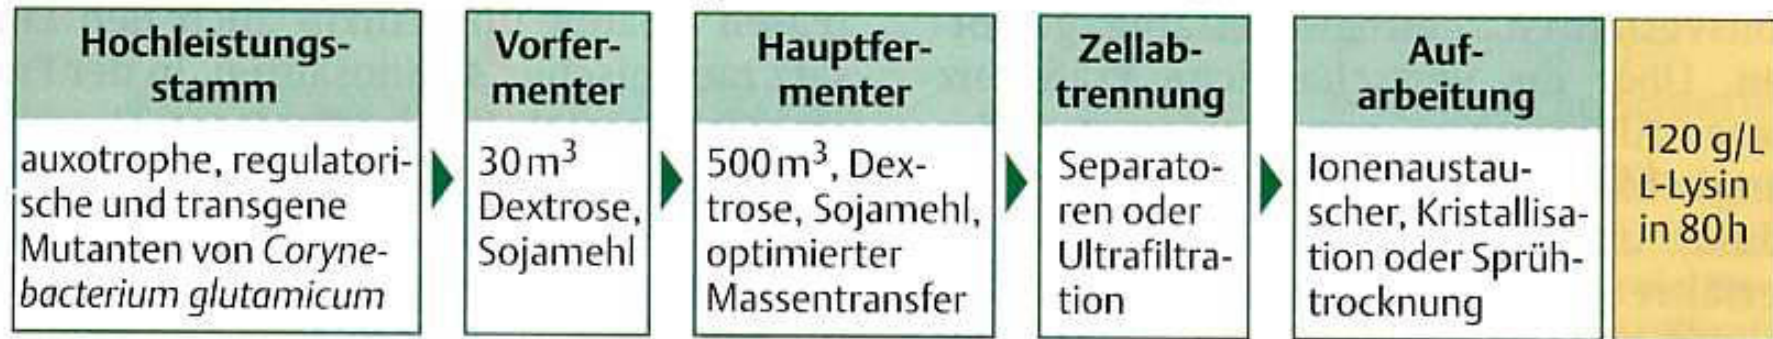 Hochleistungs-
stamm
auxotrophe, regulatori-
sche und transgene
Mutanten von Coryne-
bacterium glutamicum
Vorfer-
menter
30 m³
Dextrose,
Sojamehl
Hauptfer-
menter
500 m³, Dex-
trose, Sojamehl,
optimierter
Massentransfer
Zellab-
trennung
Separato-
ren oder
Ultrafiltra-
tion
Auf-
arbeitung
Ionenaustau-
scher, Kristallisa-
tion oder Sprüh-
trocknung
120 g/L
L-Lysin
in 80 h